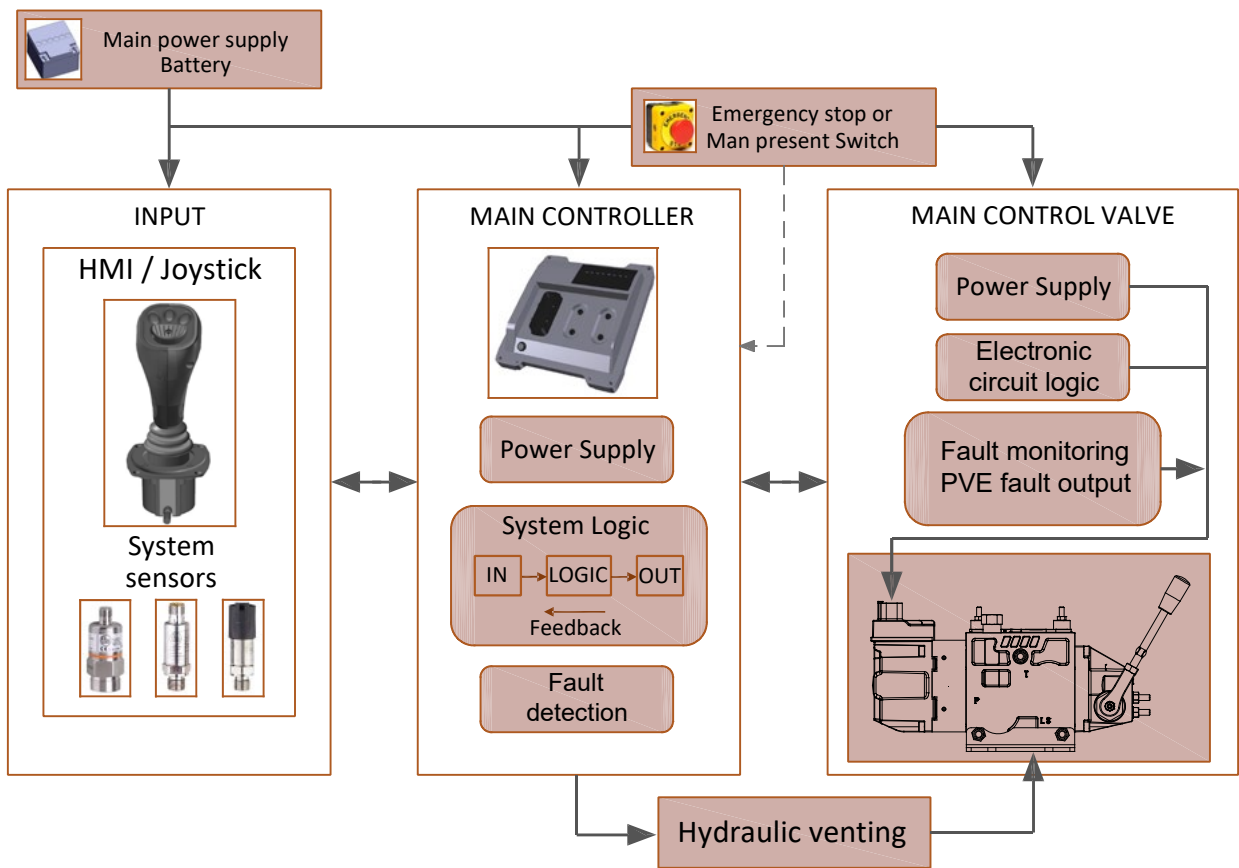 Main power supply
Battery
Emergency stop or
Man present Switch
INPUT
HMI / Joystick
System
sensors
MAIN CONTROLLER
Power Supply
System Logic
IN
LOGIC
OUT
Feedback
Fault
detection
MAIN CONTROL VALVE
Power Supply
Electronic
circuit logic
Fault monitoring
PVE fault output
P
T
LS
Hydraulic venting